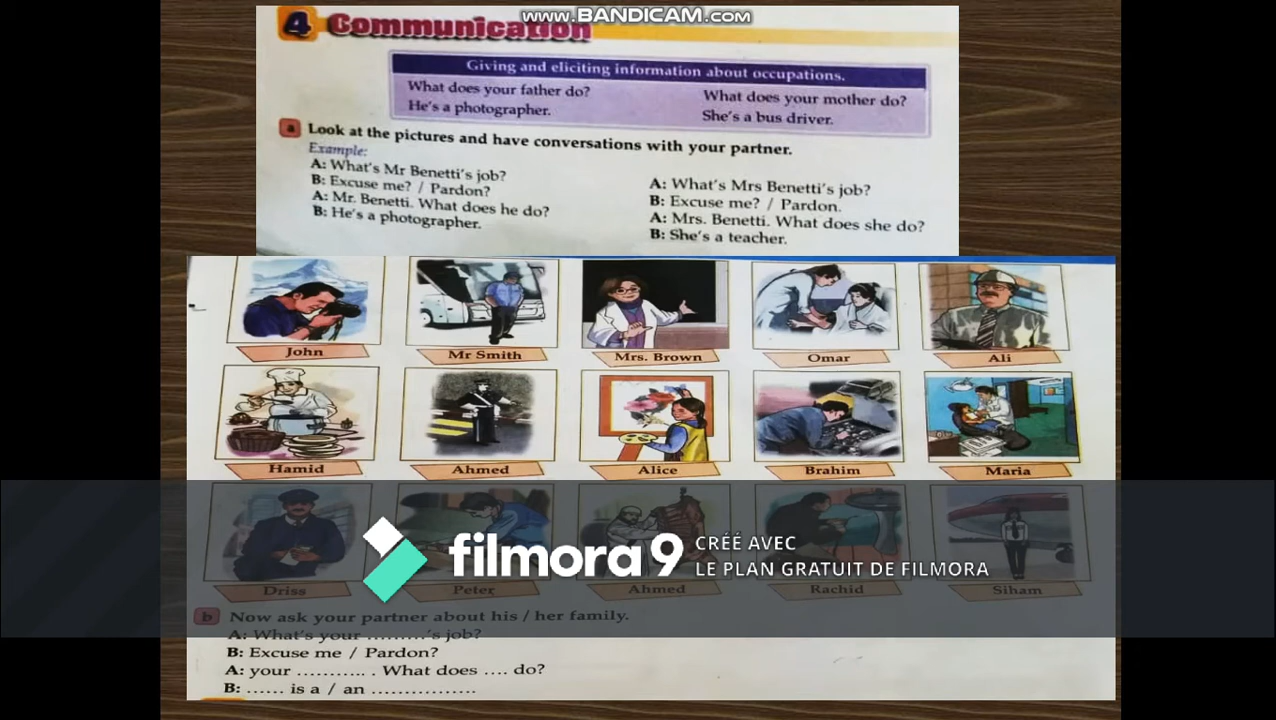 www.BANDICAM.com
4 Communication
Giving and eliciting information about occupations.
What does your father do?
He's a photographer.
What does your mother do?
She's a bus driver.
a Look at the pictures and have conversations with your partner.
Example:
A: What's Mr Benetti's job?
B: Excuse me? / Pardon?
A: Mr. Benetti. What does he do?
B: He's a photographer.
A: What's Mrs Benetti's job?
B: Excuse me? / Pardon.
A: Mrs. Benetti. What does she do?
B: She's a teacher.
John
Mr Smith
Mrs. Brown
Omar
Ali
Hamid
Ahmed
Alice
Brahim
Maria
filmora 9
CRÉÉ AVEC
LE PLAN GRATUIT DE FILMORA
Driss
Peter
Ahmed
Rachid
Siham
b Now ask your partner about his / her family.
A: What's your .........'s job?
B: Excuse me / Pardon?
A: your ........... . What does .... do?
B: ...... is a / an ................